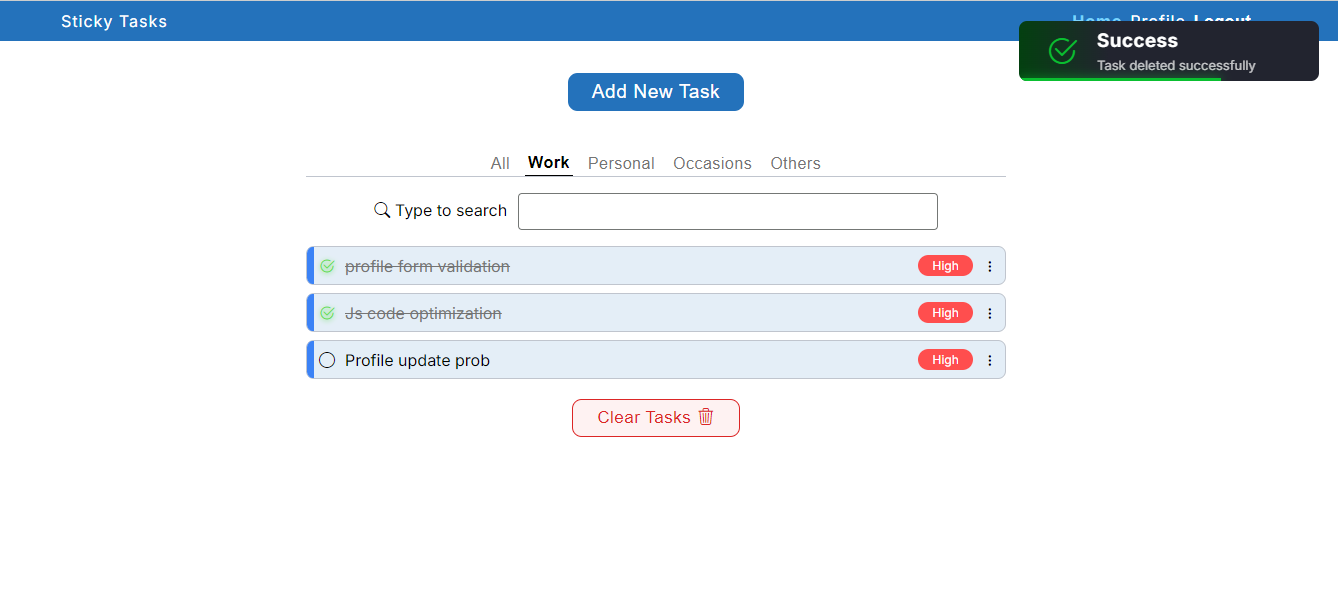 Sticky Tasks
Home Profile Logout
Success
Task deleted successfully
Add New Task
All Work Personal Occasions Others
Type to search
profile form validation High
Js code optimization High
Profile update prob High
Clear Tasks